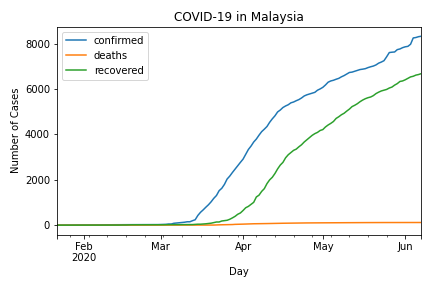 COVID-19 in Malaysia
confirmed
deaths
recovered
Number of Cases
8000
6000
4000
2000
0
Feb
2020
Mar
Apr
May
Jun
Day